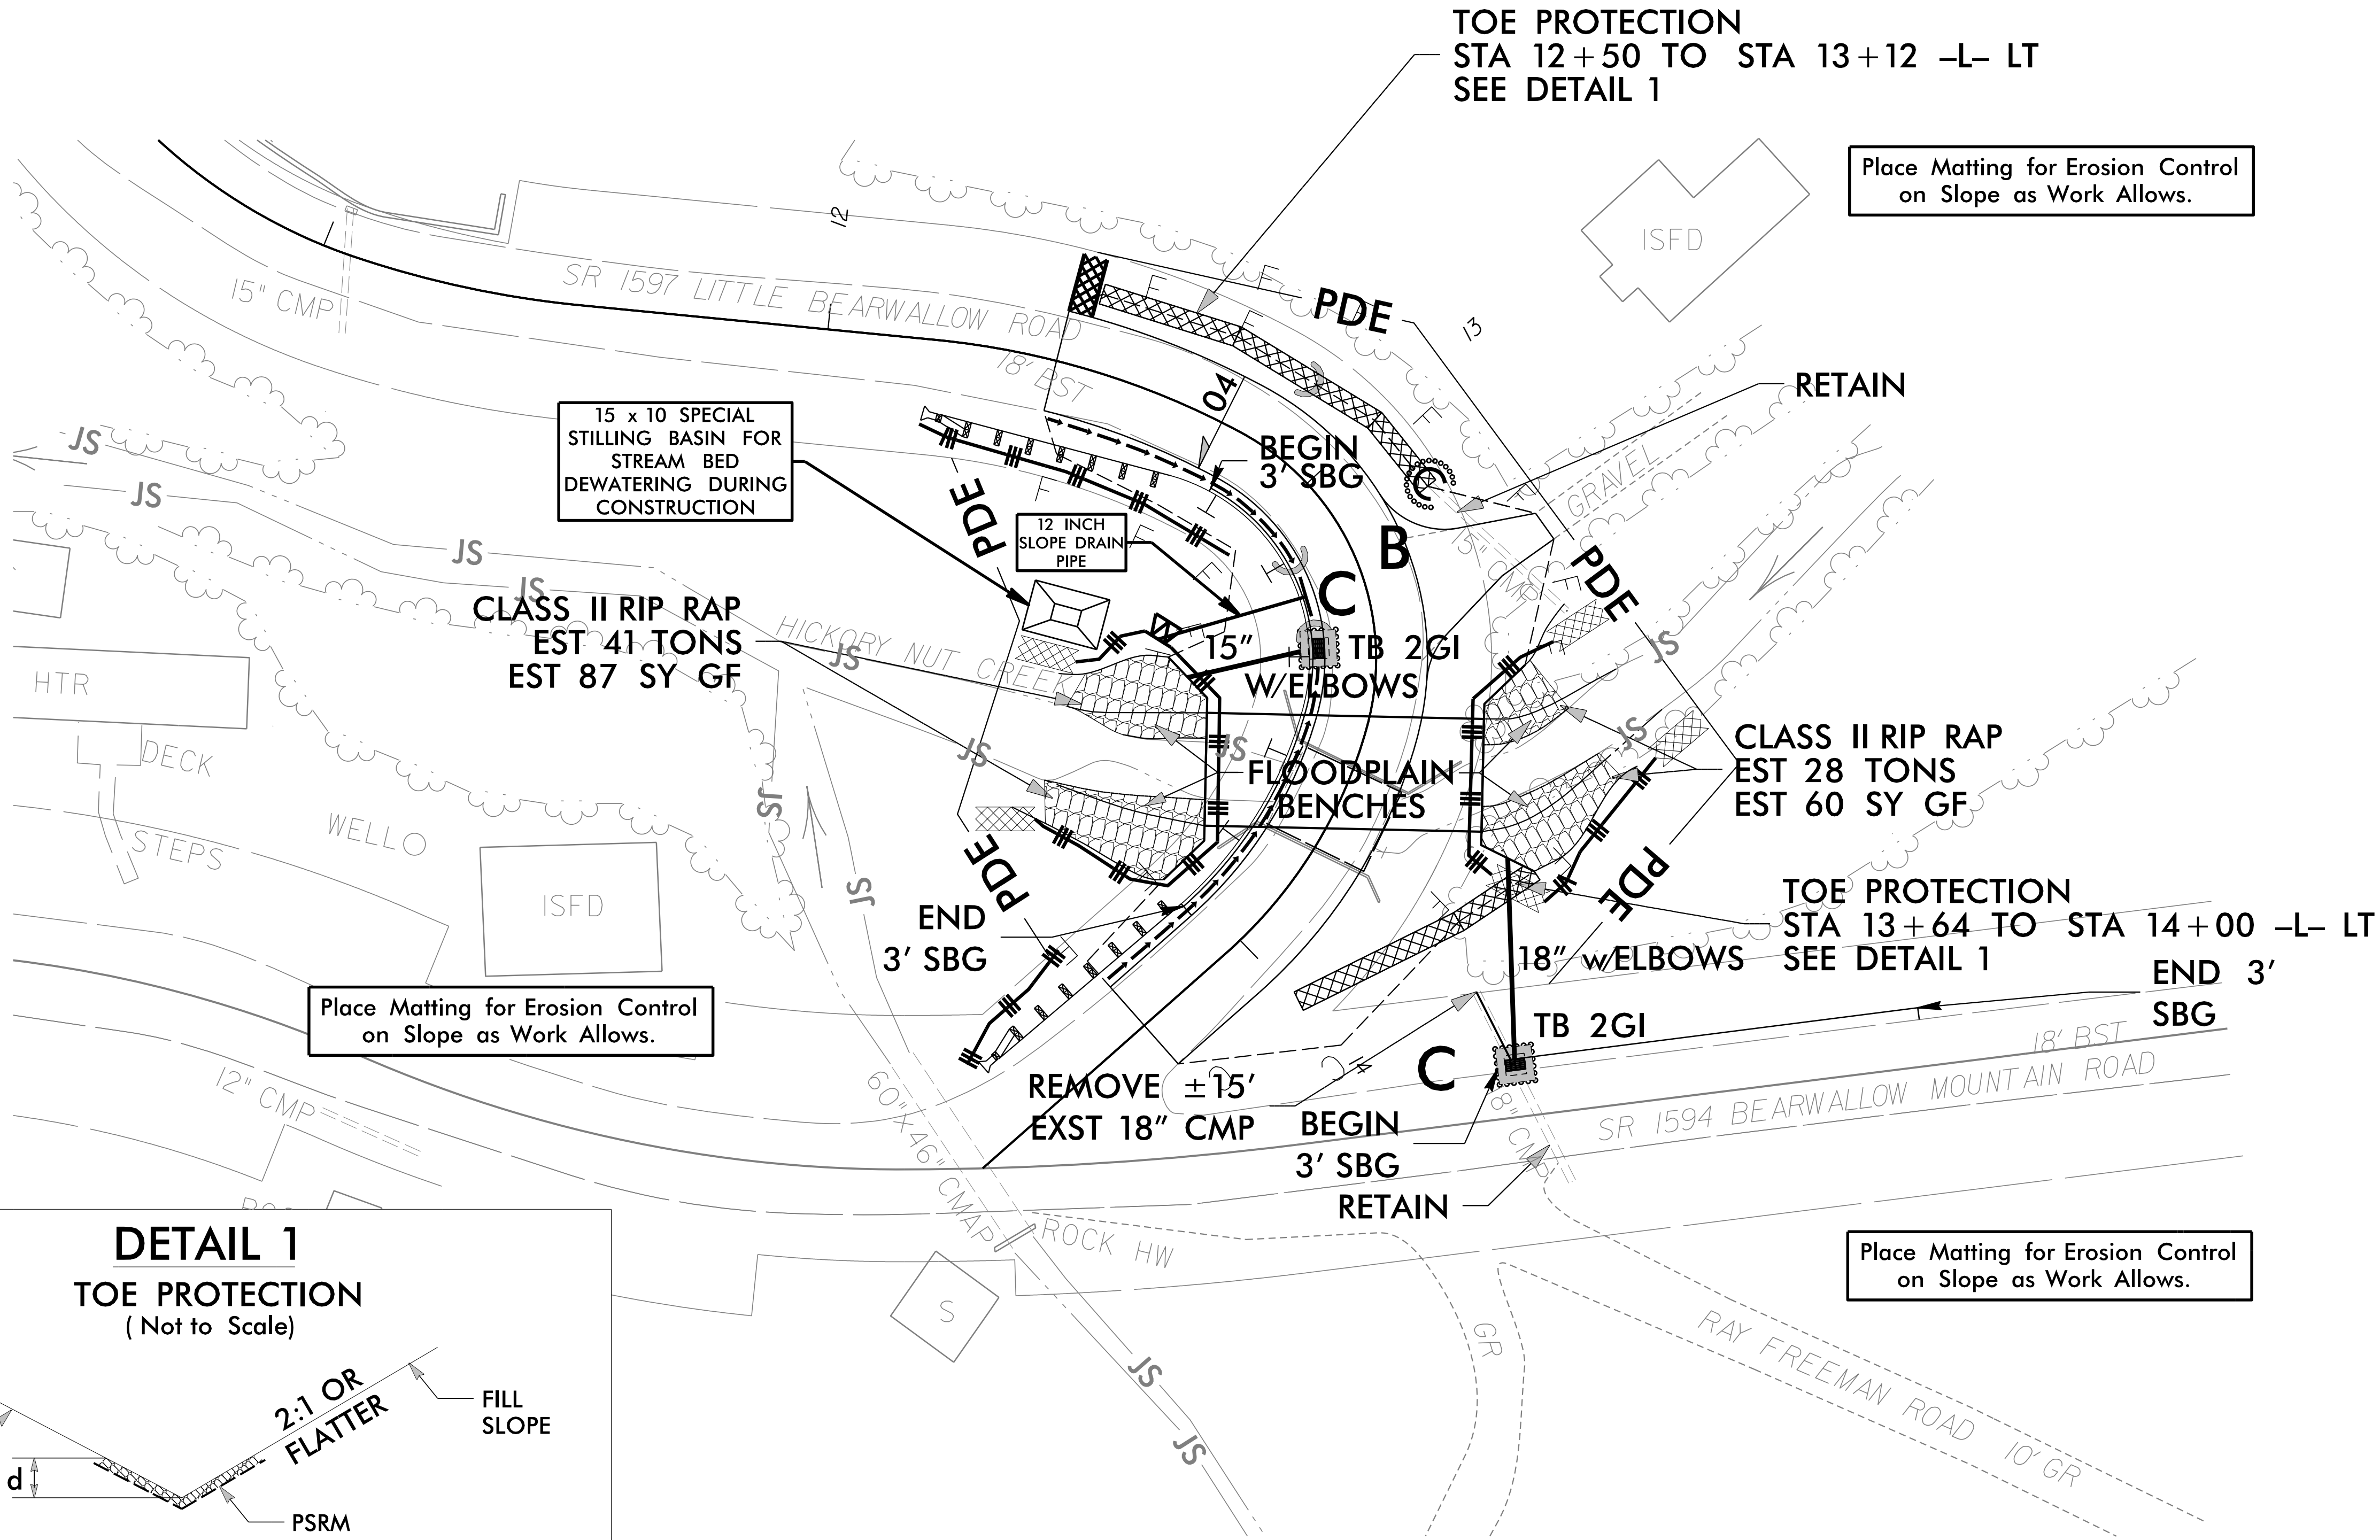 TOE PROTECTION
STA 12+50 TO STA 13+12 –L– LT
SEE DETAIL 1
Place Matting for Erosion Control
on Slope as Work Allows.
ISFD
12
SR 1597 LITTLE BEARWALLOW ROAD
15" CMP
18' BST
PDE
13
RETAIN
04
15 x 10 SPECIAL
STILLING BASIN FOR
STREAM BED
DEWATERING DURING
CONSTRUCTION
JS
JS
JS
JS
BEGIN
3' SBG
GRAVEL
PDE
12 INCH
SLOPE DRAIN
PIPE
B
C
C
15" CMP
PDE
CLASS II RIP RAP
EST 41 TONS
EST 87 SY GF
HICKORY NUT CREEK
JS
15"
W/ELBOWS
TB 2GI
JS
HTR
DECK
STEPS
WELL
ISFD
JS
JS
JS
JS
FLOODPLAIN
BENCHES
JS
CLASS II RIP RAP
EST 28 TONS
EST 60 SY GF
PDE
PDE
TOE PROTECTION
STA 13+64 TO STA 14+00 –L– LT
SEE DETAIL 1
18" w/ELBOWS
END
3' SBG
END 3'
SBG
TB 2GI
C
Place Matting for Erosion Control
on Slope as Work Allows.
12" CMP
60"x46" CMAP
REMOVE ±15'
EXST 18" CMP
BEGIN
3' SBG
RETAIN
18" CMP
18' BST
SR 1594 BEARWALLOW MOUNTAIN ROAD
ROCK HW
S
GR
JS
JS
Place Matting for Erosion Control
on Slope as Work Allows.
RAY FREEMAN ROAD 10' GR
DETAIL 1
TOE PROTECTION
( Not to Scale)
2:1 OR
FLATTER
FILL
SLOPE
d
PSRM